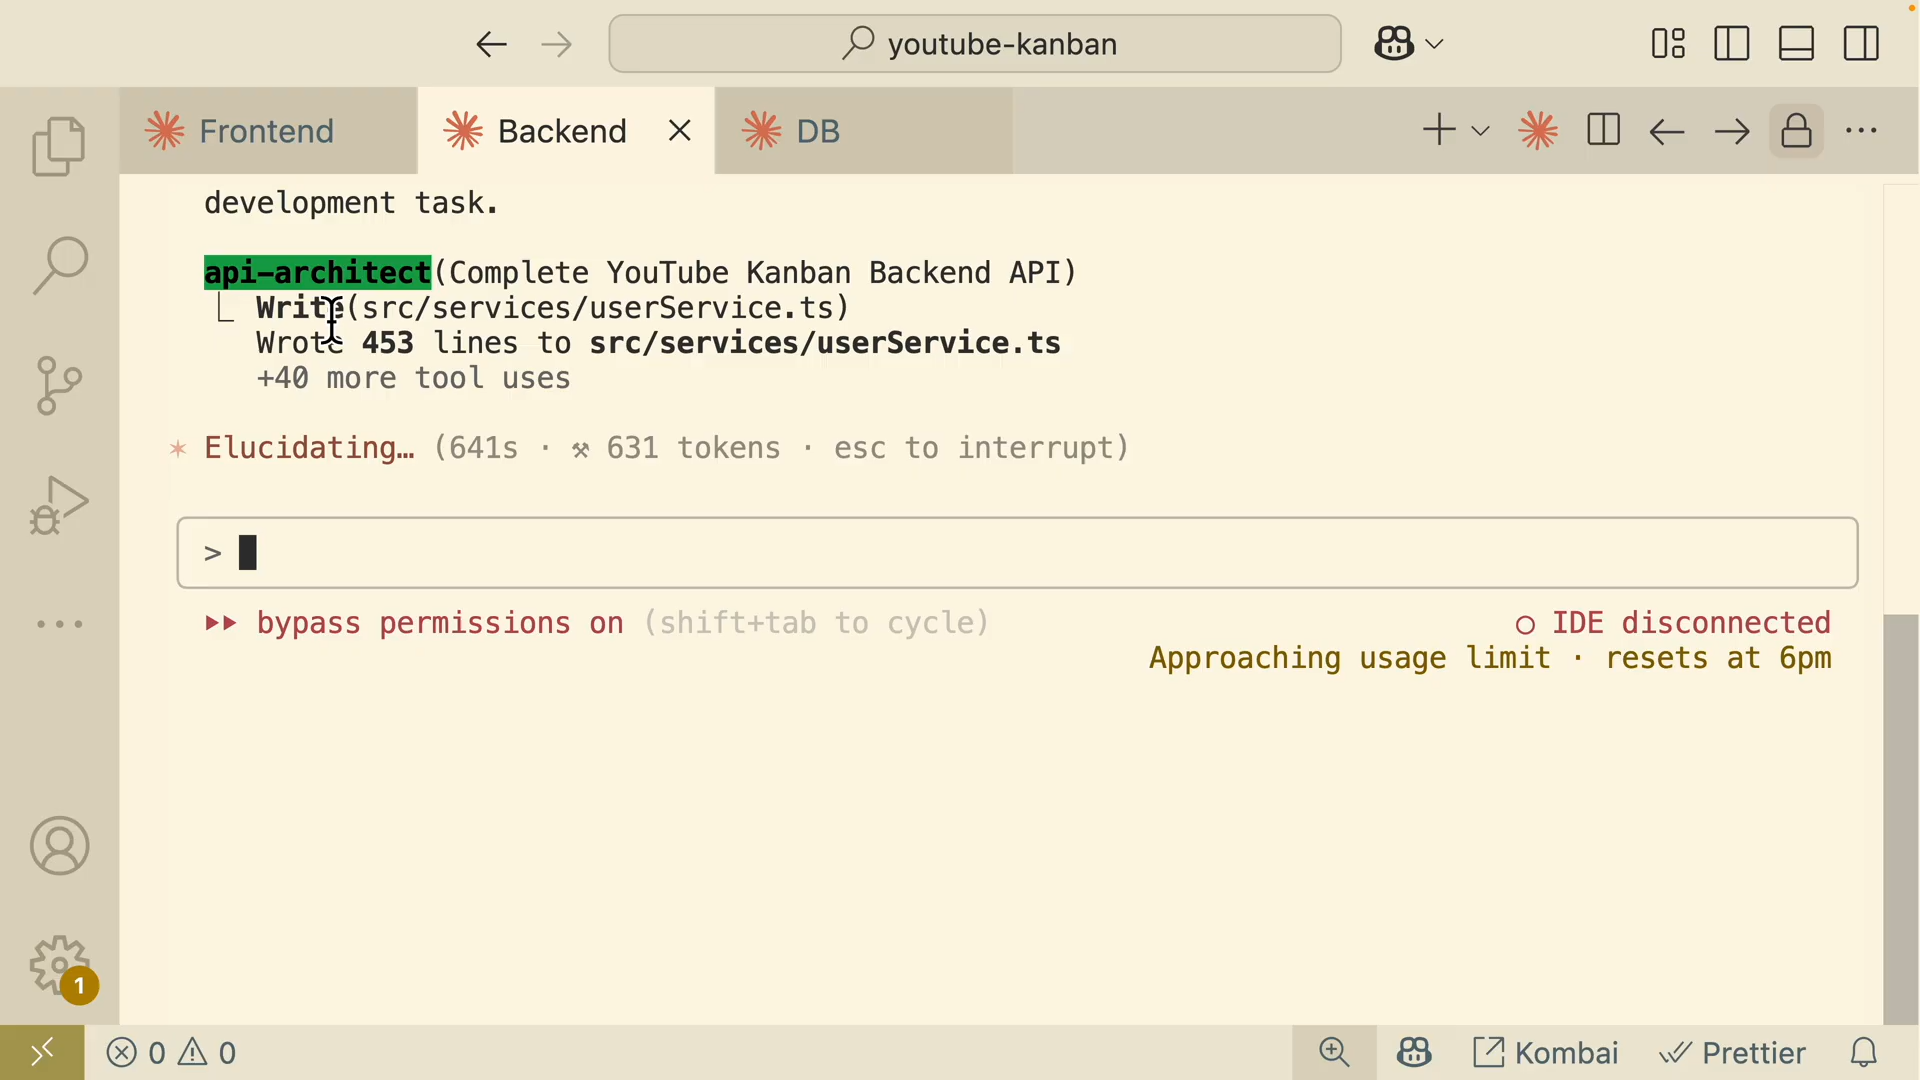 youtube-kanban
Frontend
Backend
DB
development task.
api-architect(Complete YouTube Kanban Backend API)
Write(src/services/userService.ts)
Wrote 453 lines to src/services/userService.ts
+40 more tool uses
Elucidating… (641s · ⚒ 631 tokens · esc to interrupt)
>
bypass permissions on (shift+tab to cycle)
IDE disconnected
Approaching usage limit · resets at 6pm
1
0
0
Kombai
Prettier